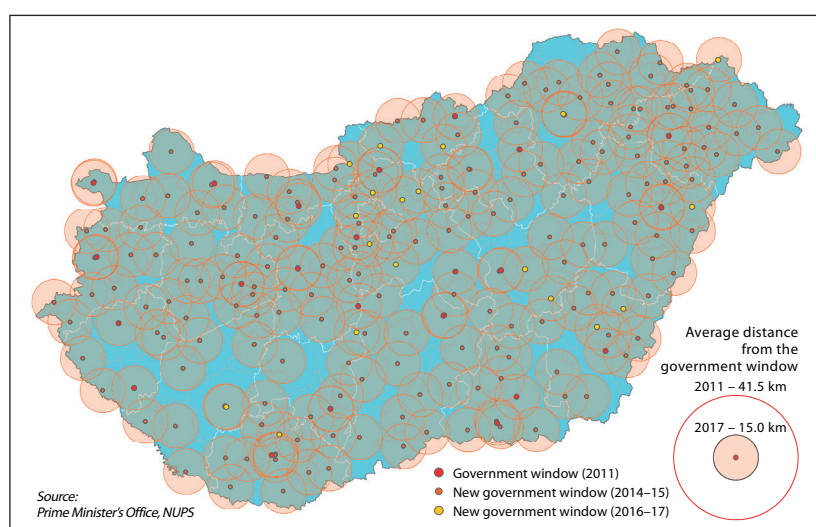 Average distance
from the
government window
2011 – 41.5 km
2017 – 15.0 km
Government window (2011)
New government window (2014–15)
New government window (2016–17)
Source:
Prime Minister's Office, NUPS